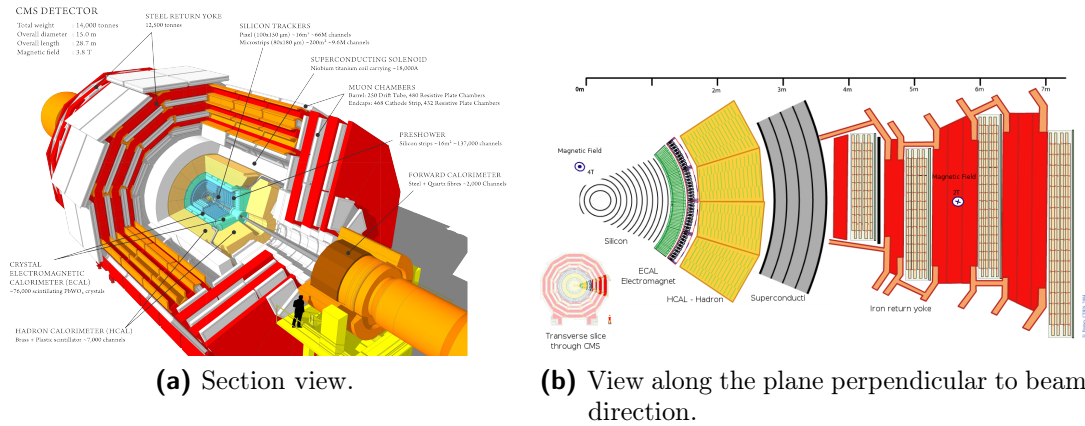 CMS DETECTOR
Total weight : 14,000 tonnes
Overall diameter : 15.0 m
Overall length : 28.7 m
Magnetic field : 3.8 T
STEEL RETURN YOKE
12,500 tonnes
SILICON TRACKERS
Pixel (100x150 μm) ~16m² ~66M channels
Microstrips (80x180 μm) ~200m² ~9.6M channels
SUPERCONDUCTING SOLENOID
Niobium titanium coil carrying ~18,000A
MUON CHAMBERS
Barrel: 250 Drift Tube, 480 Resistive Plate Chambers
Endcaps: 468 Cathode Strip, 432 Resistive Plate Chambers
PRESHOWER
Silicon strips ~16m² ~137,000 channels
FORWARD CALORIMETER
Steel + Quartz fibres ~2,000 Channels
CRYSTAL
ELECTROMAGNETIC
CALORIMETER (ECAL)
~76,000 scintillating PbWO₄ crystals
HADRON CALORIMETER (HCAL)
Brass + Plastic scintillator ~7,000 channels
(a) Section view.
0m
2m
4m
5m
6m
7m
Magnetic Field
4T
Silicon
ECAL
Electromagnet
HCAL - Hadron
Superconducti
Magnetic Field
2T
Iron return yoke
Transverse slice
through CMS
(b) View along the plane perpendicular to beam
direction.